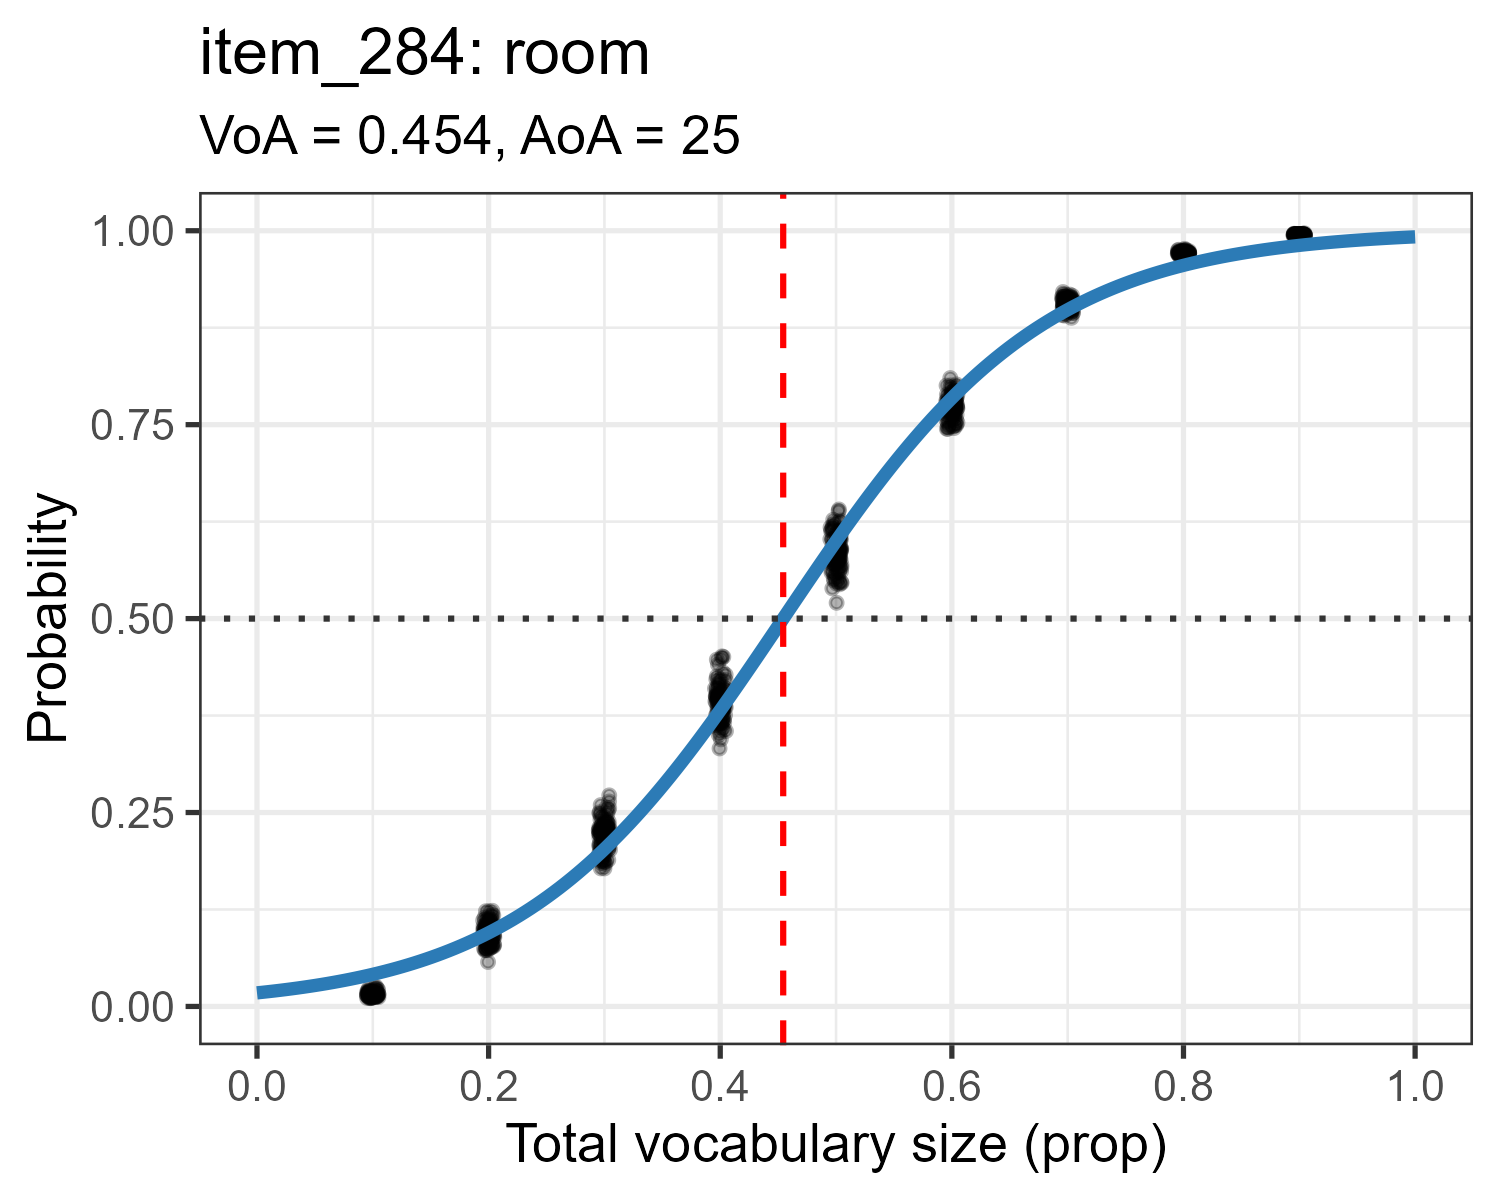 item_284: room
VoA = 0.454, AoA = 25
1.00
0.75
0.50
0.25
0.00
Probability
0.0 0.2 0.4 0.6 0.8 1.0
Total vocabulary size (prop)